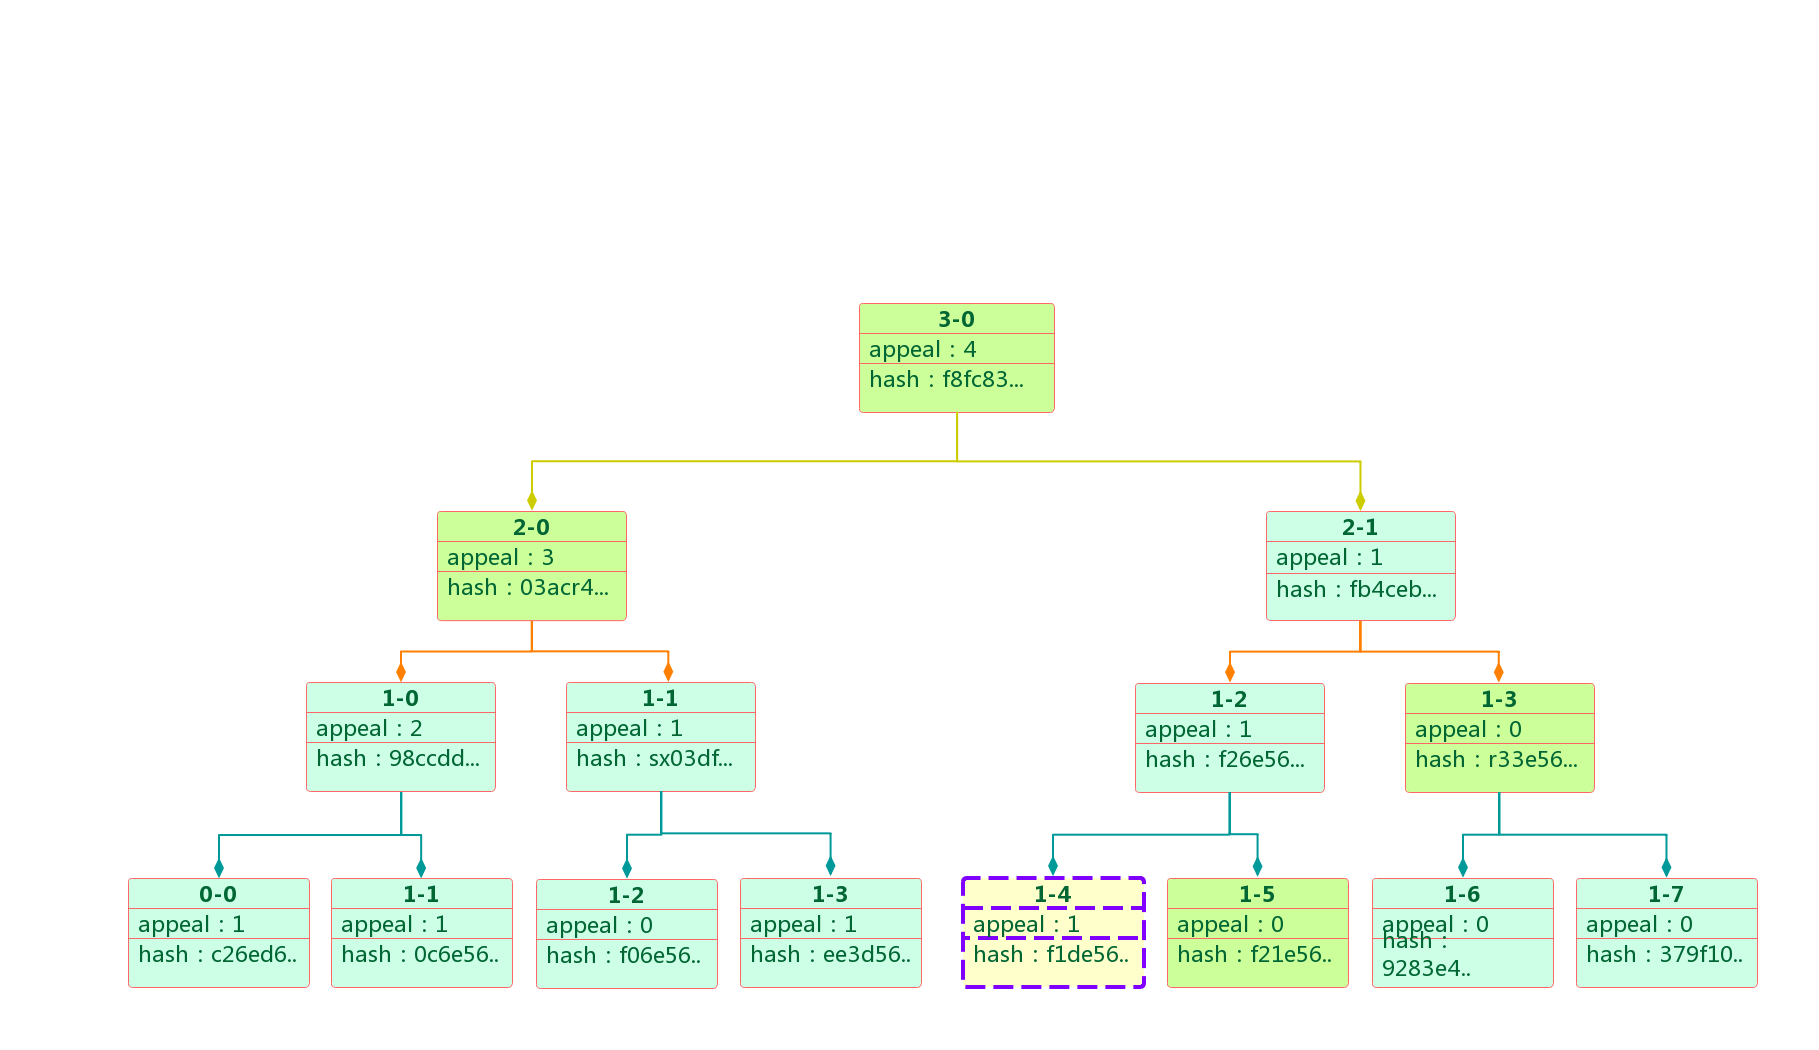 3-0
appeal : 4
hash : f8fc83...
2-0
appeal : 3
hash : 03acr4...
2-1
appeal : 1
hash : fb4ceb...
1-0
appeal : 2
hash : 98ccdd...
1-1
appeal : 1
hash : sx03df...
1-2
appeal : 1
hash : f26e56...
1-3
appeal : 0
hash : r33e56...
0-0
appeal : 1
hash : c26ed6..
1-1
appeal : 1
hash : 0c6e56..
1-2
appeal : 0
hash : f06e56..
1-3
appeal : 1
hash : ee3d56..
1-4
appeal : 1
hash : f1de56..
1-5
appeal : 0
hash : f21e56..
1-6
appeal : 0
hash :
9283e4..
1-7
appeal : 0
hash : 379f10..